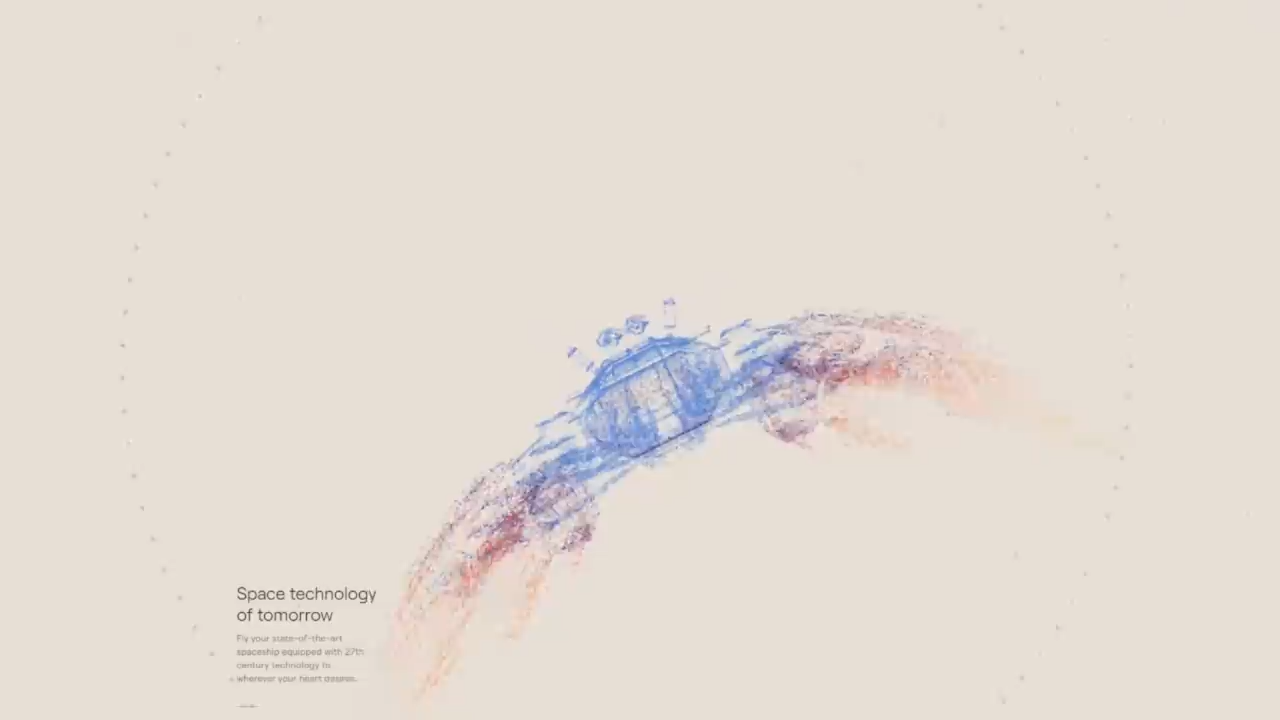 Space technology
of tomorrow
Fly your state-of-the-art
spaceship equipped with 27th
century technology to
wherever your heart desires.